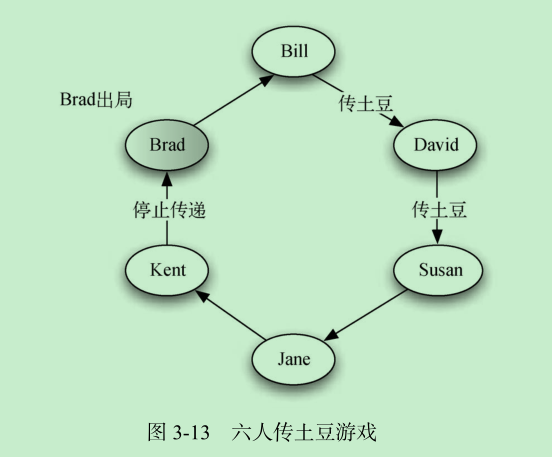 Bill
传土豆
Brad出局
Brad
David
停止传递
传土豆
Kent
Susan
Jane
图 3-13 六人传土豆游戏